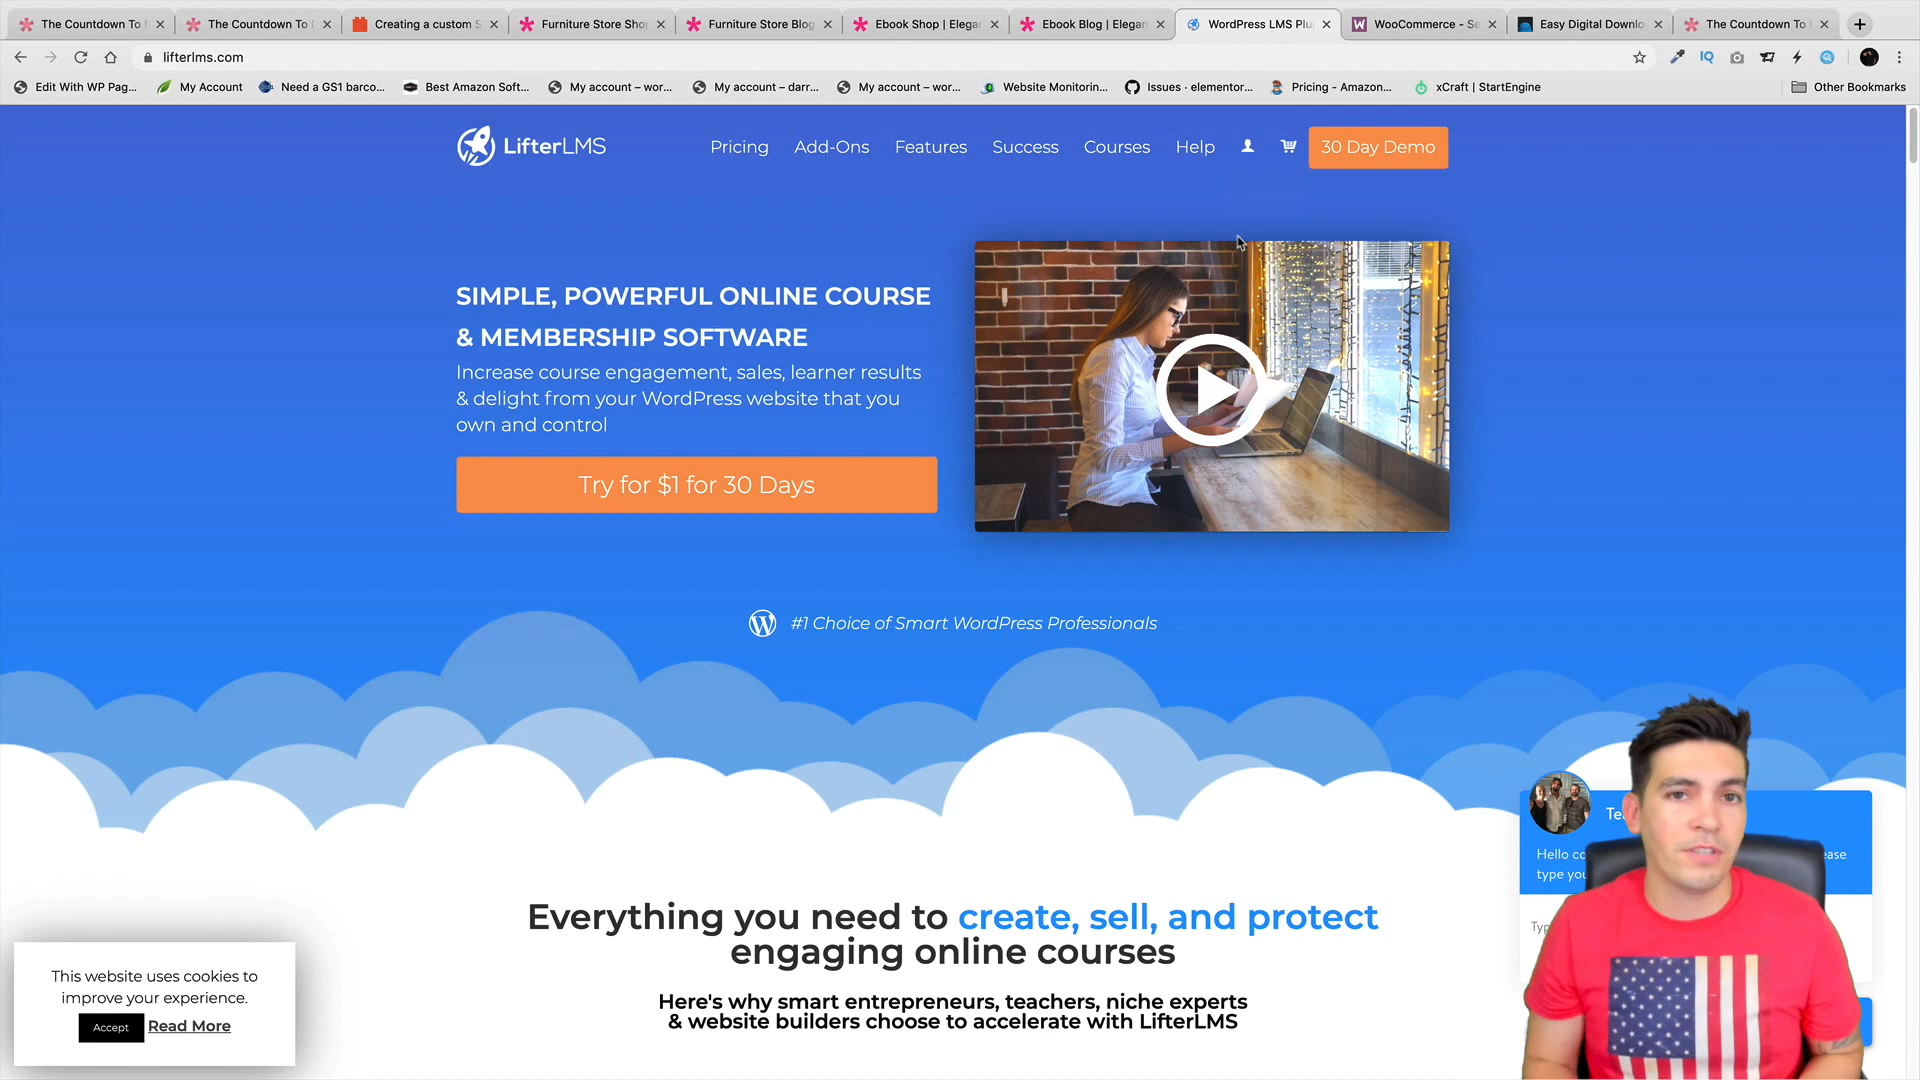 The Countdown To
The Countdown To
Creating a custom S
Furniture Store Sho
Furniture Store Blog
Ebook Shop | Elegan
Ebook Blog | Elegan
WordPress LMS Plu
WooCommerce - Se
Easy Digital Downlo
The Countdown To
lifterlms.com
IQ
Edit With WP Pag...
My Account
Need a GS1 barco...
Best Amazon Soft...
My account – wor...
My account – darr...
My account – wor...
Website Monitorin...
Issues · elementor...
Pricing - Amazon...
xCraft | StartEngine
Other Bookmarks
LifterLMS
Pricing
Add-Ons
Features
Success
Courses
Help
30 Day Demo
SIMPLE, POWERFUL ONLINE COURSE
& MEMBERSHIP SOFTWARE
Increase course engagement, sales, learner results
& delight from your WordPress website that you
own and control
Try for $1 for 30 Days
#1 Choice of Smart WordPress Professionals
Everything you need to create, sell, and protect
engaging online courses
Here's why smart entrepreneurs, teachers, niche experts
& website builders choose to accelerate with LifterLMS
This website uses cookies to
improve your experience.
Accept Read More
Hello
type